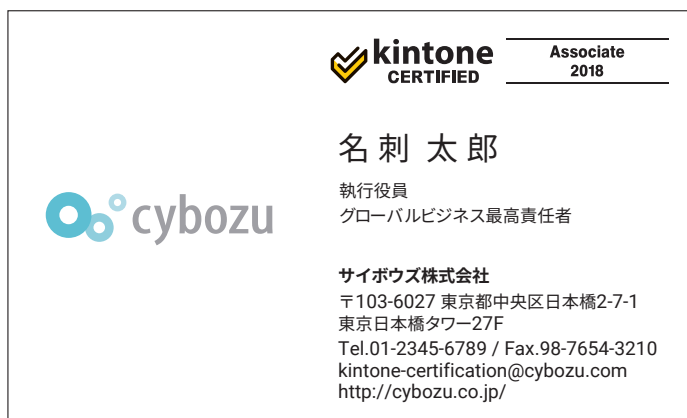 kintone
CERTIFIED
Associate
2018
cybozu
名刺 太郎
執行役員
グローバルビジネス最高責任者
サイボウズ株式会社
〒103-6027 東京都中央区日本橋2-7-1
東京日本橋タワー27F
Tel.01-2345-6789 / Fax.98-7654-3210
kintone-certification@cybozu.com
http://cybozu.co.jp/